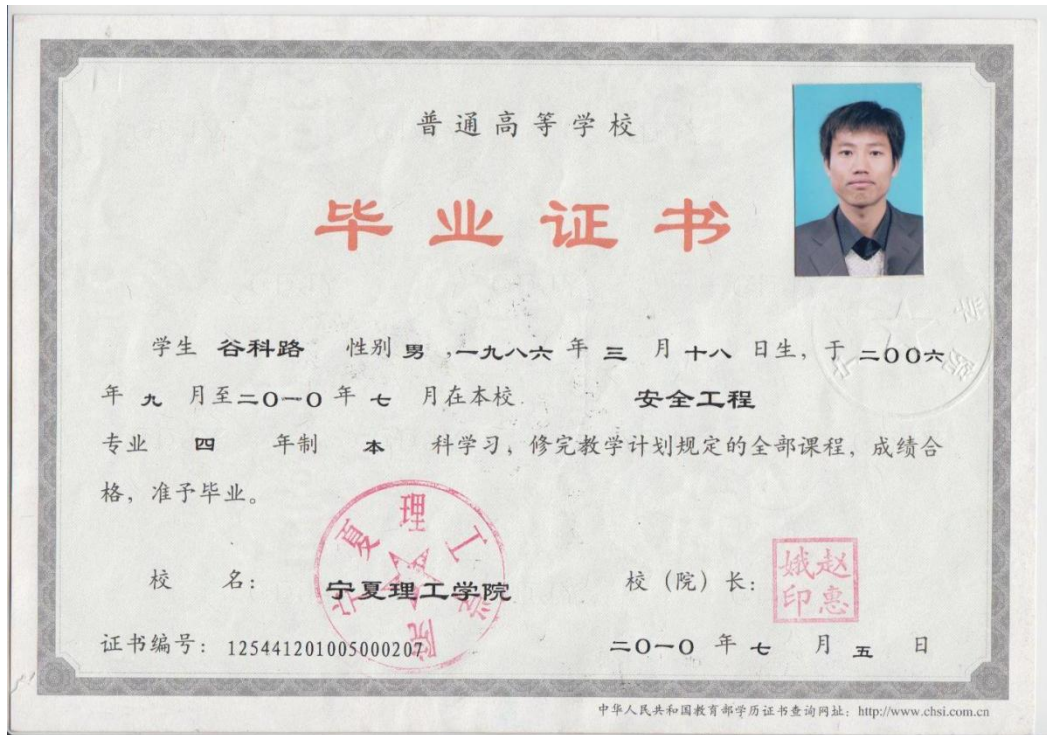 普通高等学校
毕业证书
学生 谷科路 性别 男 ,一九八六 年 三 月 十八 日生，于 二00六
年 九 月至二0一0 年 七 月在本校 安全工程
专业 四 年制 本 科学习，修完教学计划规定的全部课程，成绩合
格，准予毕业。
宁夏理工学院
校 名： 宁夏理工学院 校（院）长：
赵惠娥印
证书编号： 125441201005000207 二0一0 年 七 月 五 日
中华人民共和国教育部学历证书查询网址：http://www.chsi.com.cn